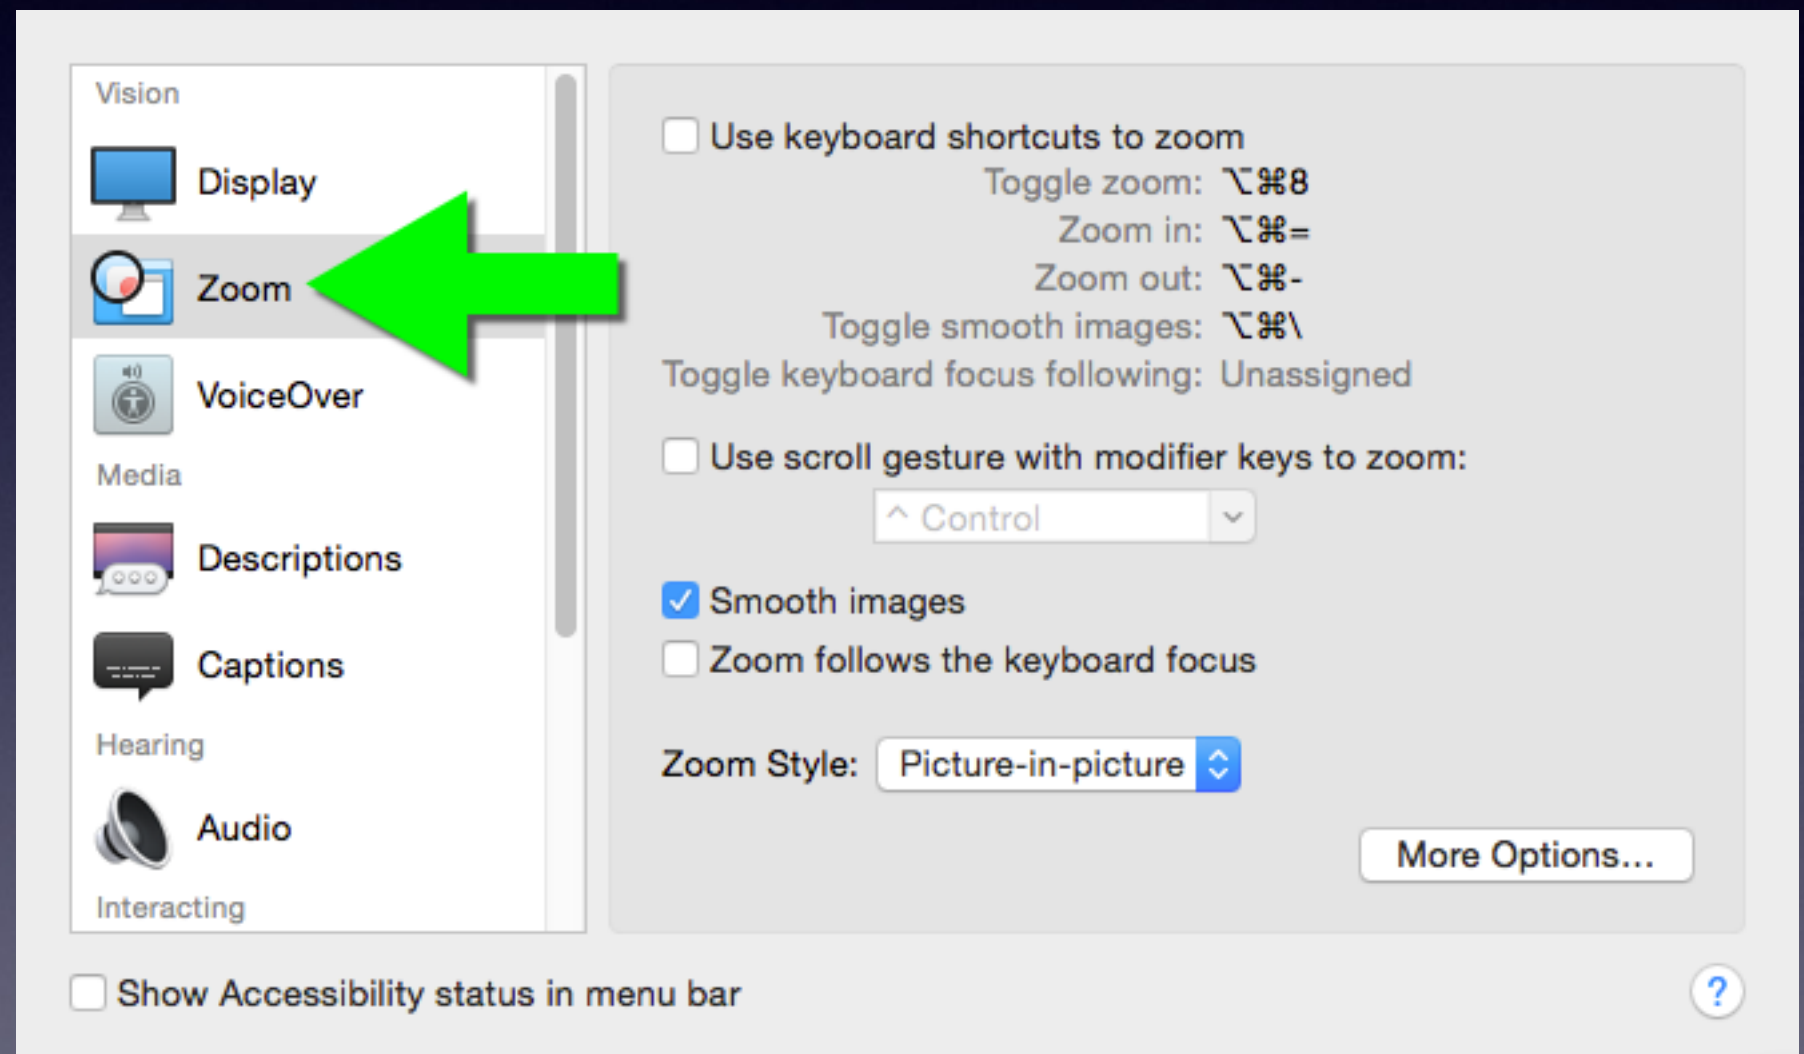 Vision
Display
Zoom
VoiceOver
Media
Descriptions
Captions
Hearing
Audio
Interacting
Use keyboard shortcuts to zoom
Toggle zoom: ⌥⌘8
Zoom in: ⌥⌘=
Zoom out: ⌥⌘-
Toggle smooth images: ⌥⌘\
Toggle keyboard focus following: Unassigned
Use scroll gesture with modifier keys to zoom:
^ Control
Smooth images
Zoom follows the keyboard focus
Zoom Style: Picture-in-picture
More Options...
Show Accessibility status in menu bar
?